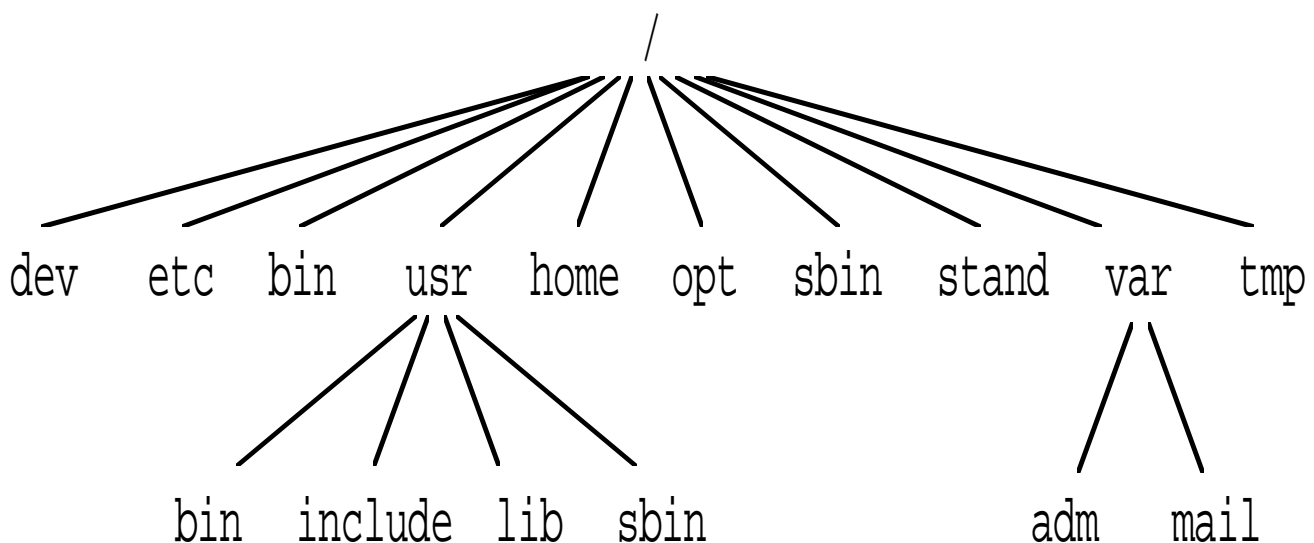 /
dev etc bin usr home opt sbin stand var tmp
bin include lib sbin adm mail